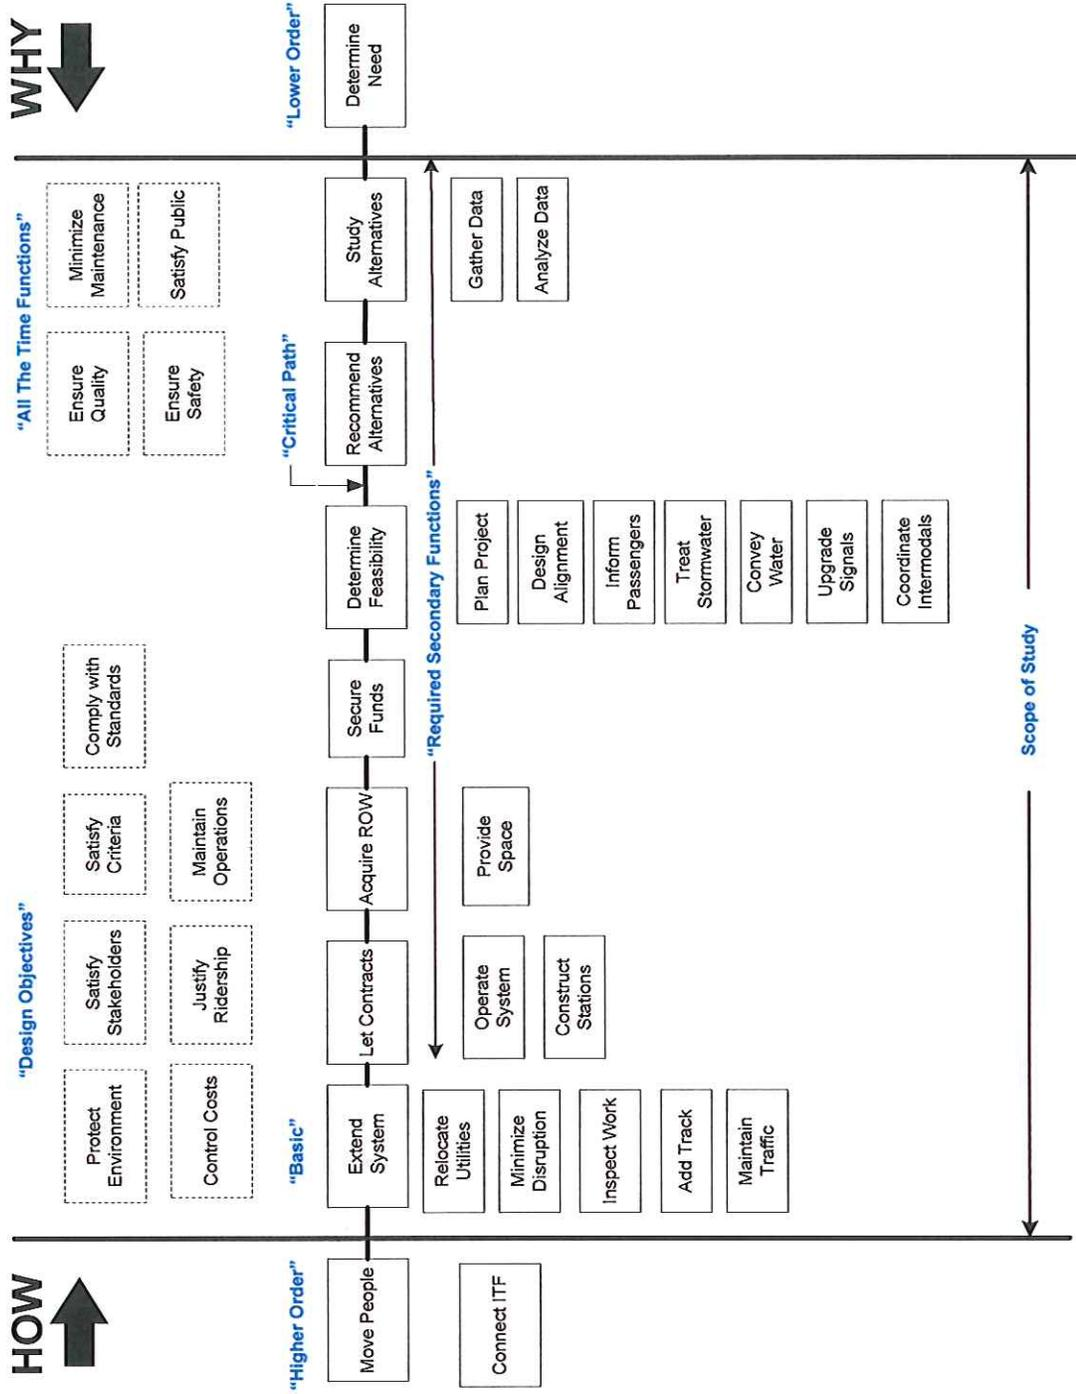 HOW
WHY
“Design Objectives”
“All The Time Functions”
Protect
Environment
Satisfy
Stakeholders
Satisfy
Criteria
Comply with
Standards
Ensure
Quality
Minimize
Maintenance
Control Costs
Justify
Ridership
Maintain
Operations
Ensure
Safety
Satisfy Public
“Higher Order”
“Basic”
“Critical Path”
“Lower Order”
Move People
Extend
System
Let Contracts
Acquire ROW
Secure
Funds
Determine
Feasibility
Recommend
Alternatives
Study
Alternatives
Determine
Need
“Required Secondary Functions”
Connect ITF
Relocate
Utilities
Minimize
Disruption
Inspect Work
Add Track
Maintain
Traffic
Operate
System
Construct
Stations
Provide
Space
Plan Project
Design
Alignment
Inform
Passengers
Treat
Stormwater
Convey
Water
Upgrade
Signals
Coordinate
Intermodals
Gather Data
Analyze Data
Scope of Study